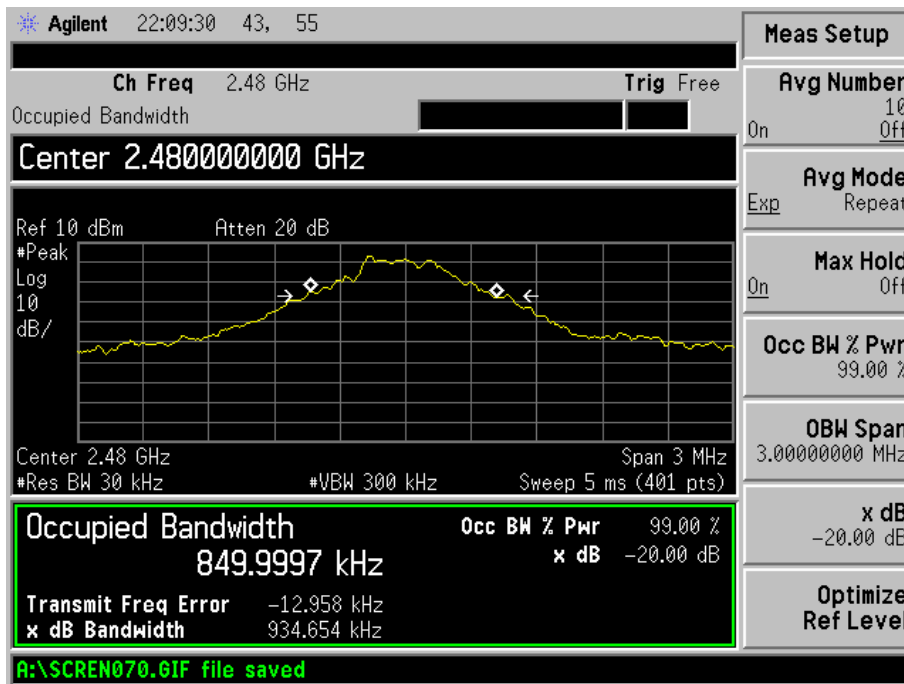 Agilent 22:09:30 43, 55
Meas Setup
Ch Freq 2.48 GHz
Trig Free
Occupied Bandwidth
Center 2.480000000 GHz
Ref 10 dBm
Atten 20 dB
#Peak
Log
10
dB/
Center 2.48 GHz
Span 3 MHz
#Res BW 30 kHz
#VBW 300 kHz
Sweep 5 ms (401 pts)
Occupied Bandwidth
849.9997 kHz
Occ BW % Pwr 99.00 %
x dB -20.00 dB
Transmit Freq Error -12.958 kHz
x dB Bandwidth 934.654 kHz
A:\SCREN070.GIF file saved
Avg Number
10
On Off
Avg Mode
Exp Repeat
Max Hold
On Off
Occ BW % Pwr
99.00 %
OBW Span
3.00000000 MHz
x dB
-20.00 dB
Optimize
Ref Level